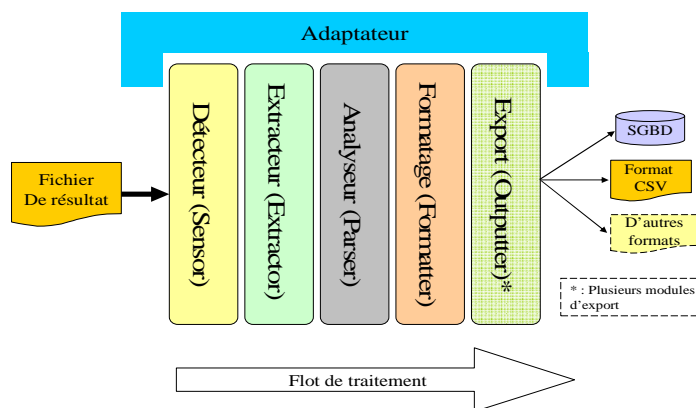 Adaptateur
Fichier
De résultat
Détecteur (Sensor)
Extracteur (Extractor)
Analyseur (Parser)
Formatage (Formatter)
Export (Outputter)*
SGBD
Format
CSV
D'autres
formats
* : Plusieurs modules
d'export
Flot de traitement